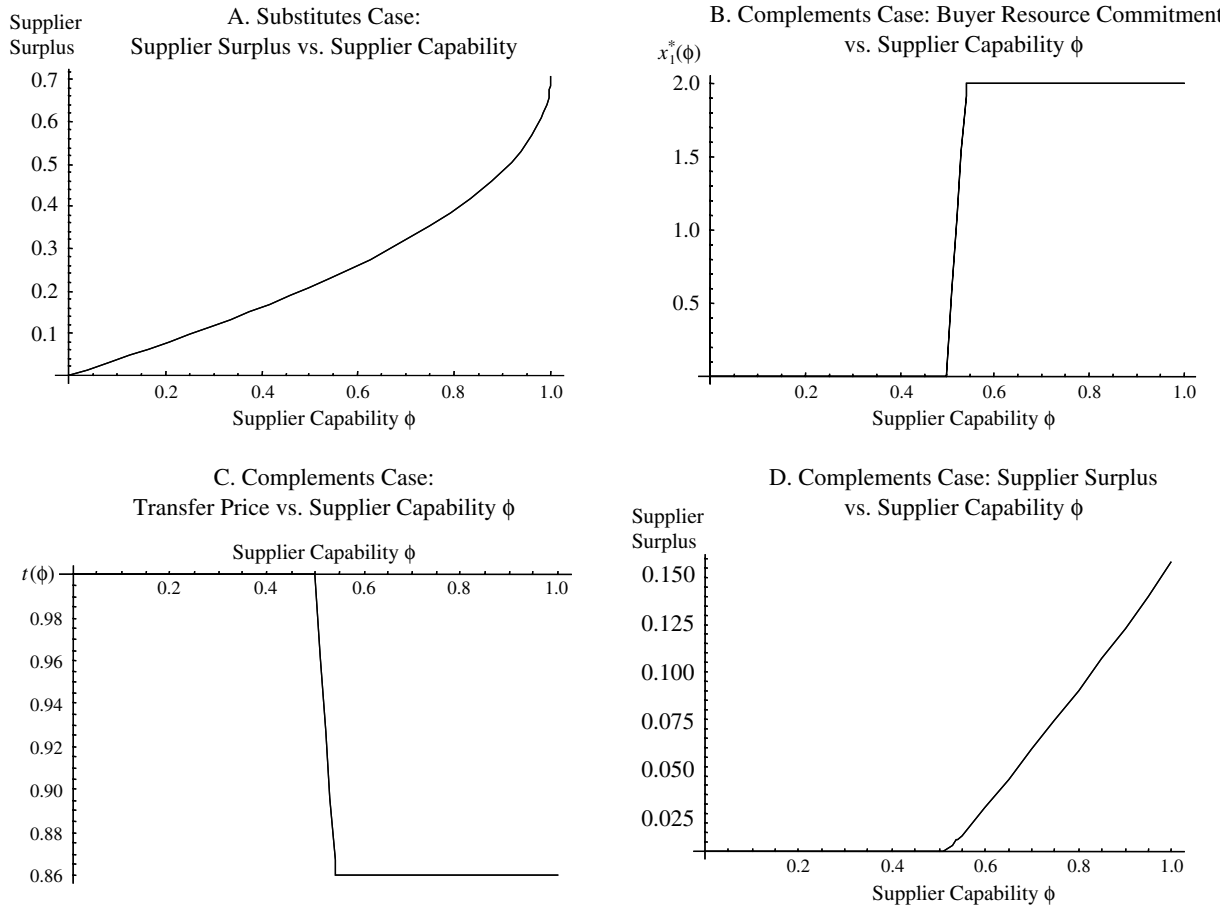 A. Substitutes Case:
Supplier Surplus vs. Supplier Capability
Supplier
Surplus
0.7
0.6
0.5
0.4
0.3
0.2
0.1
0.2 0.4 0.6 0.8 1.0
Supplier Capability ϕ
B. Complements Case: Buyer Resource Commitment
vs. Supplier Capability ϕ
x₁*(ϕ)
2.0
1.5
1.0
0.5
0.2 0.4 0.6 0.8 1.0
Supplier Capability ϕ
C. Complements Case:
Transfer Price vs. Supplier Capability ϕ
Supplier Capability ϕ
t(ϕ)
0.2 0.4 0.6 0.8 1.0
0.98
0.96
0.94
0.92
0.90
0.88
0.86
D. Complements Case: Supplier Surplus
vs. Supplier Capability ϕ
Supplier
Surplus
0.150
0.125
0.100
0.075
0.050
0.025
0.2 0.4 0.6 0.8 1.0
Supplier Capability ϕ